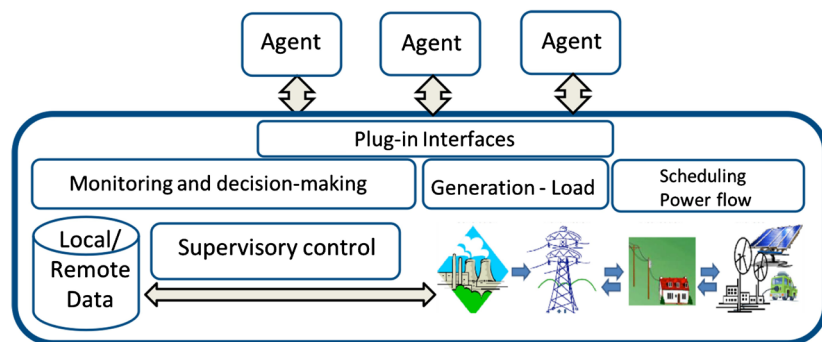 Agent
Agent
Agent
Plug-in Interfaces
Monitoring and decision-making
Generation - Load
Scheduling
Power flow
Local/
Remote
Data
Supervisory control